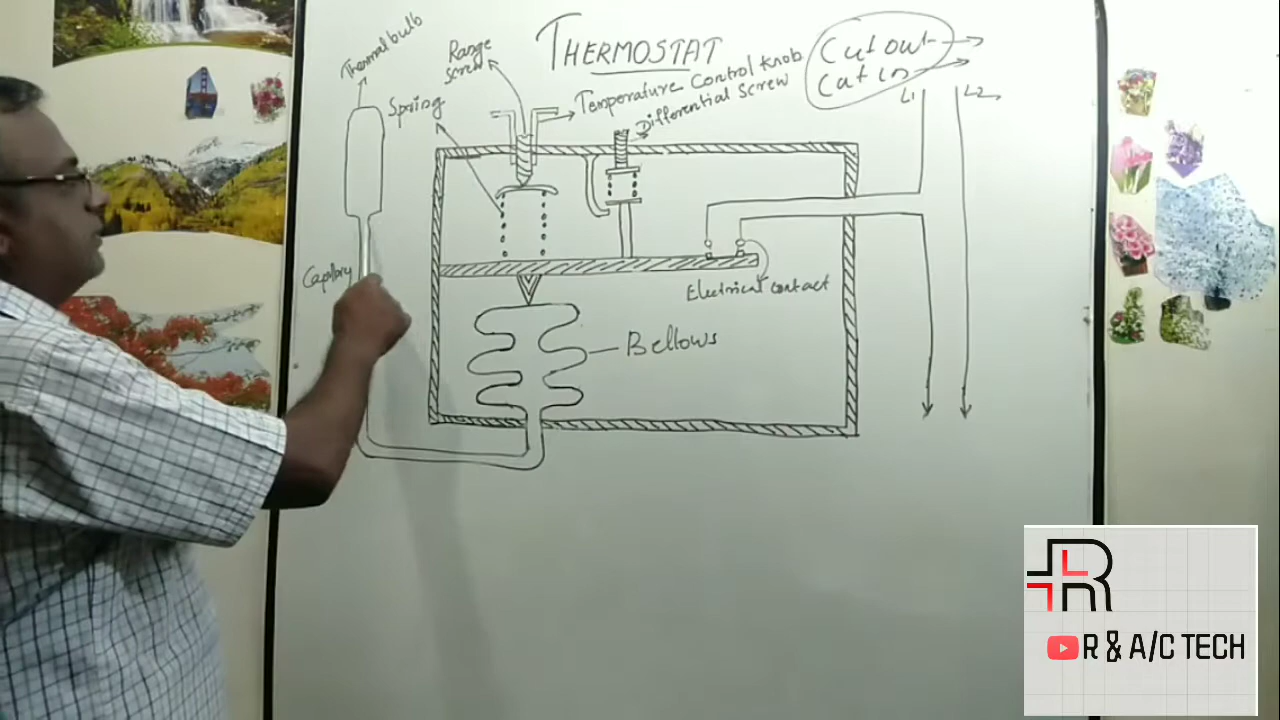 THERMOSTAT
Cut out
Cut in
Thermal bulb
Range
screw
Spring
Temperature Control Knob
Differential Screw
L1
L2
Capillary
Electrical contact
Bellows
R & A/C TECH